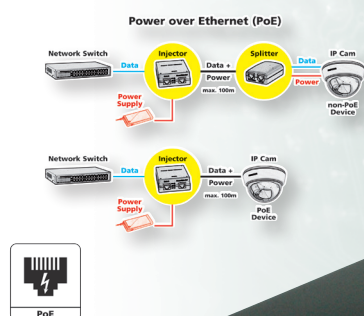 Power over Ethernet (PoE)
Network Switch
Injector
Splitter
IP Cam
Data
Data +
Power
max. 100m
Data
Power
Power
Supply
non-PoE
Device
Network Switch
Injector
IP Cam
Data
Data +
Power
max. 100m
Power
Supply
PoE
Device
PoE